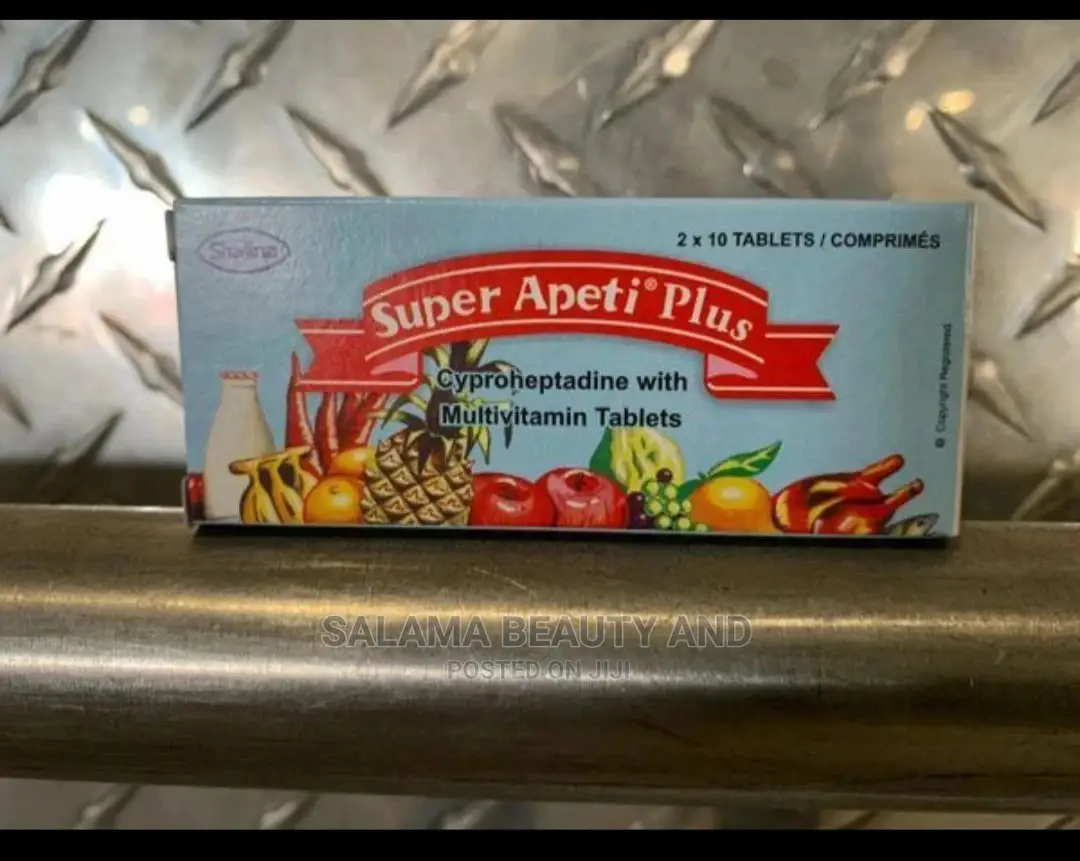 Shalina
2 x 10 TABLETS / COMPRIMÉS
Super Apeti® Plus
Cyproheptadine with
Multivitamin Tablets
© Copyright Registered
SALAMA BEAUTY AND
POSTED ON JIJI